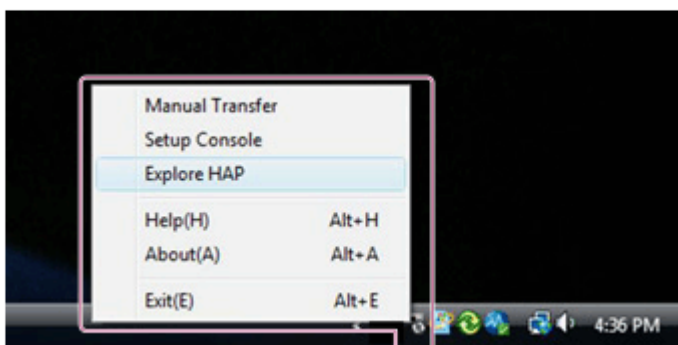 Manual Transfer
Setup Console
Explore HAP
Help(H) Alt+H
About(A) Alt+A
Exit(E) Alt+E
4:36 PM